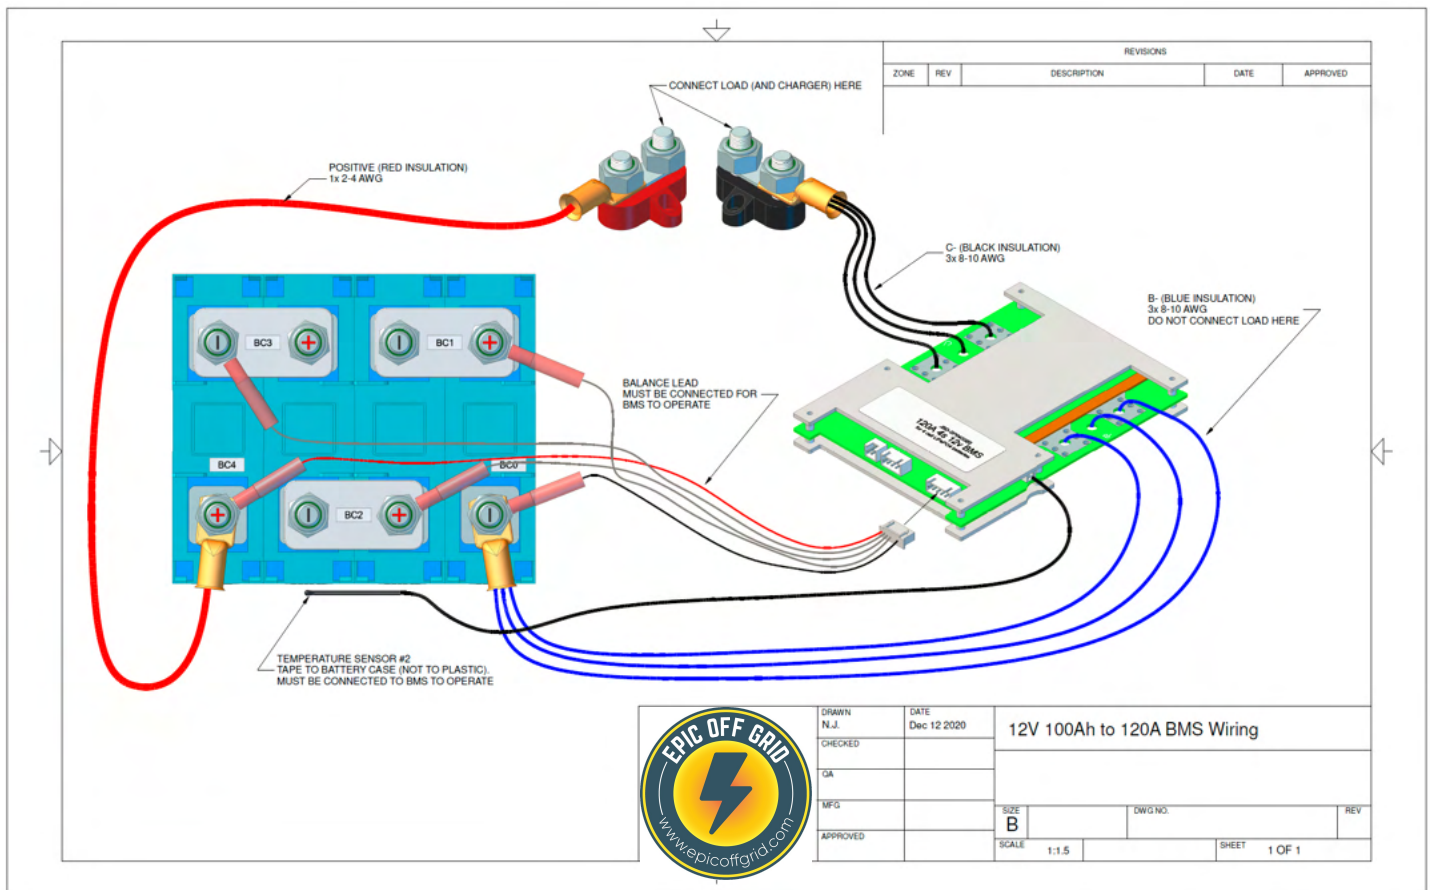 REVISIONS
ZONE REV DESCRIPTION DATE APPROVED
CONNECT LOAD (AND CHARGER) HERE
POSITIVE (RED INSULATION)
1x 2-4 AWG
C- (BLACK INSULATION)
3x 8-10 AWG
B- (BLUE INSULATION)
3x 8-10 AWG
DO NOT CONNECT LOAD HERE
BC3
BC1
BALANCE LEAD
MUST BE CONNECTED FOR
BMS TO OPERATE
120A 4s 12V BMS
BC4
BC0
BC2
TEMPERATURE SENSOR #2
TAPE TO BATTERY CASE (NOT TO PLASTIC).
MUST BE CONNECTED TO BMS TO OPERATE
EPIC OFF GRID
www.epicoffgrid.com
DRAWN
N.J.
DATE
Dec 12 2020
CHECKED
QA
MFG
APPROVED
12V 100Ah to 120A BMS Wiring
SIZE
B
DWG NO.
REV
SCALE
1:1.5
SHEET
1 OF 1